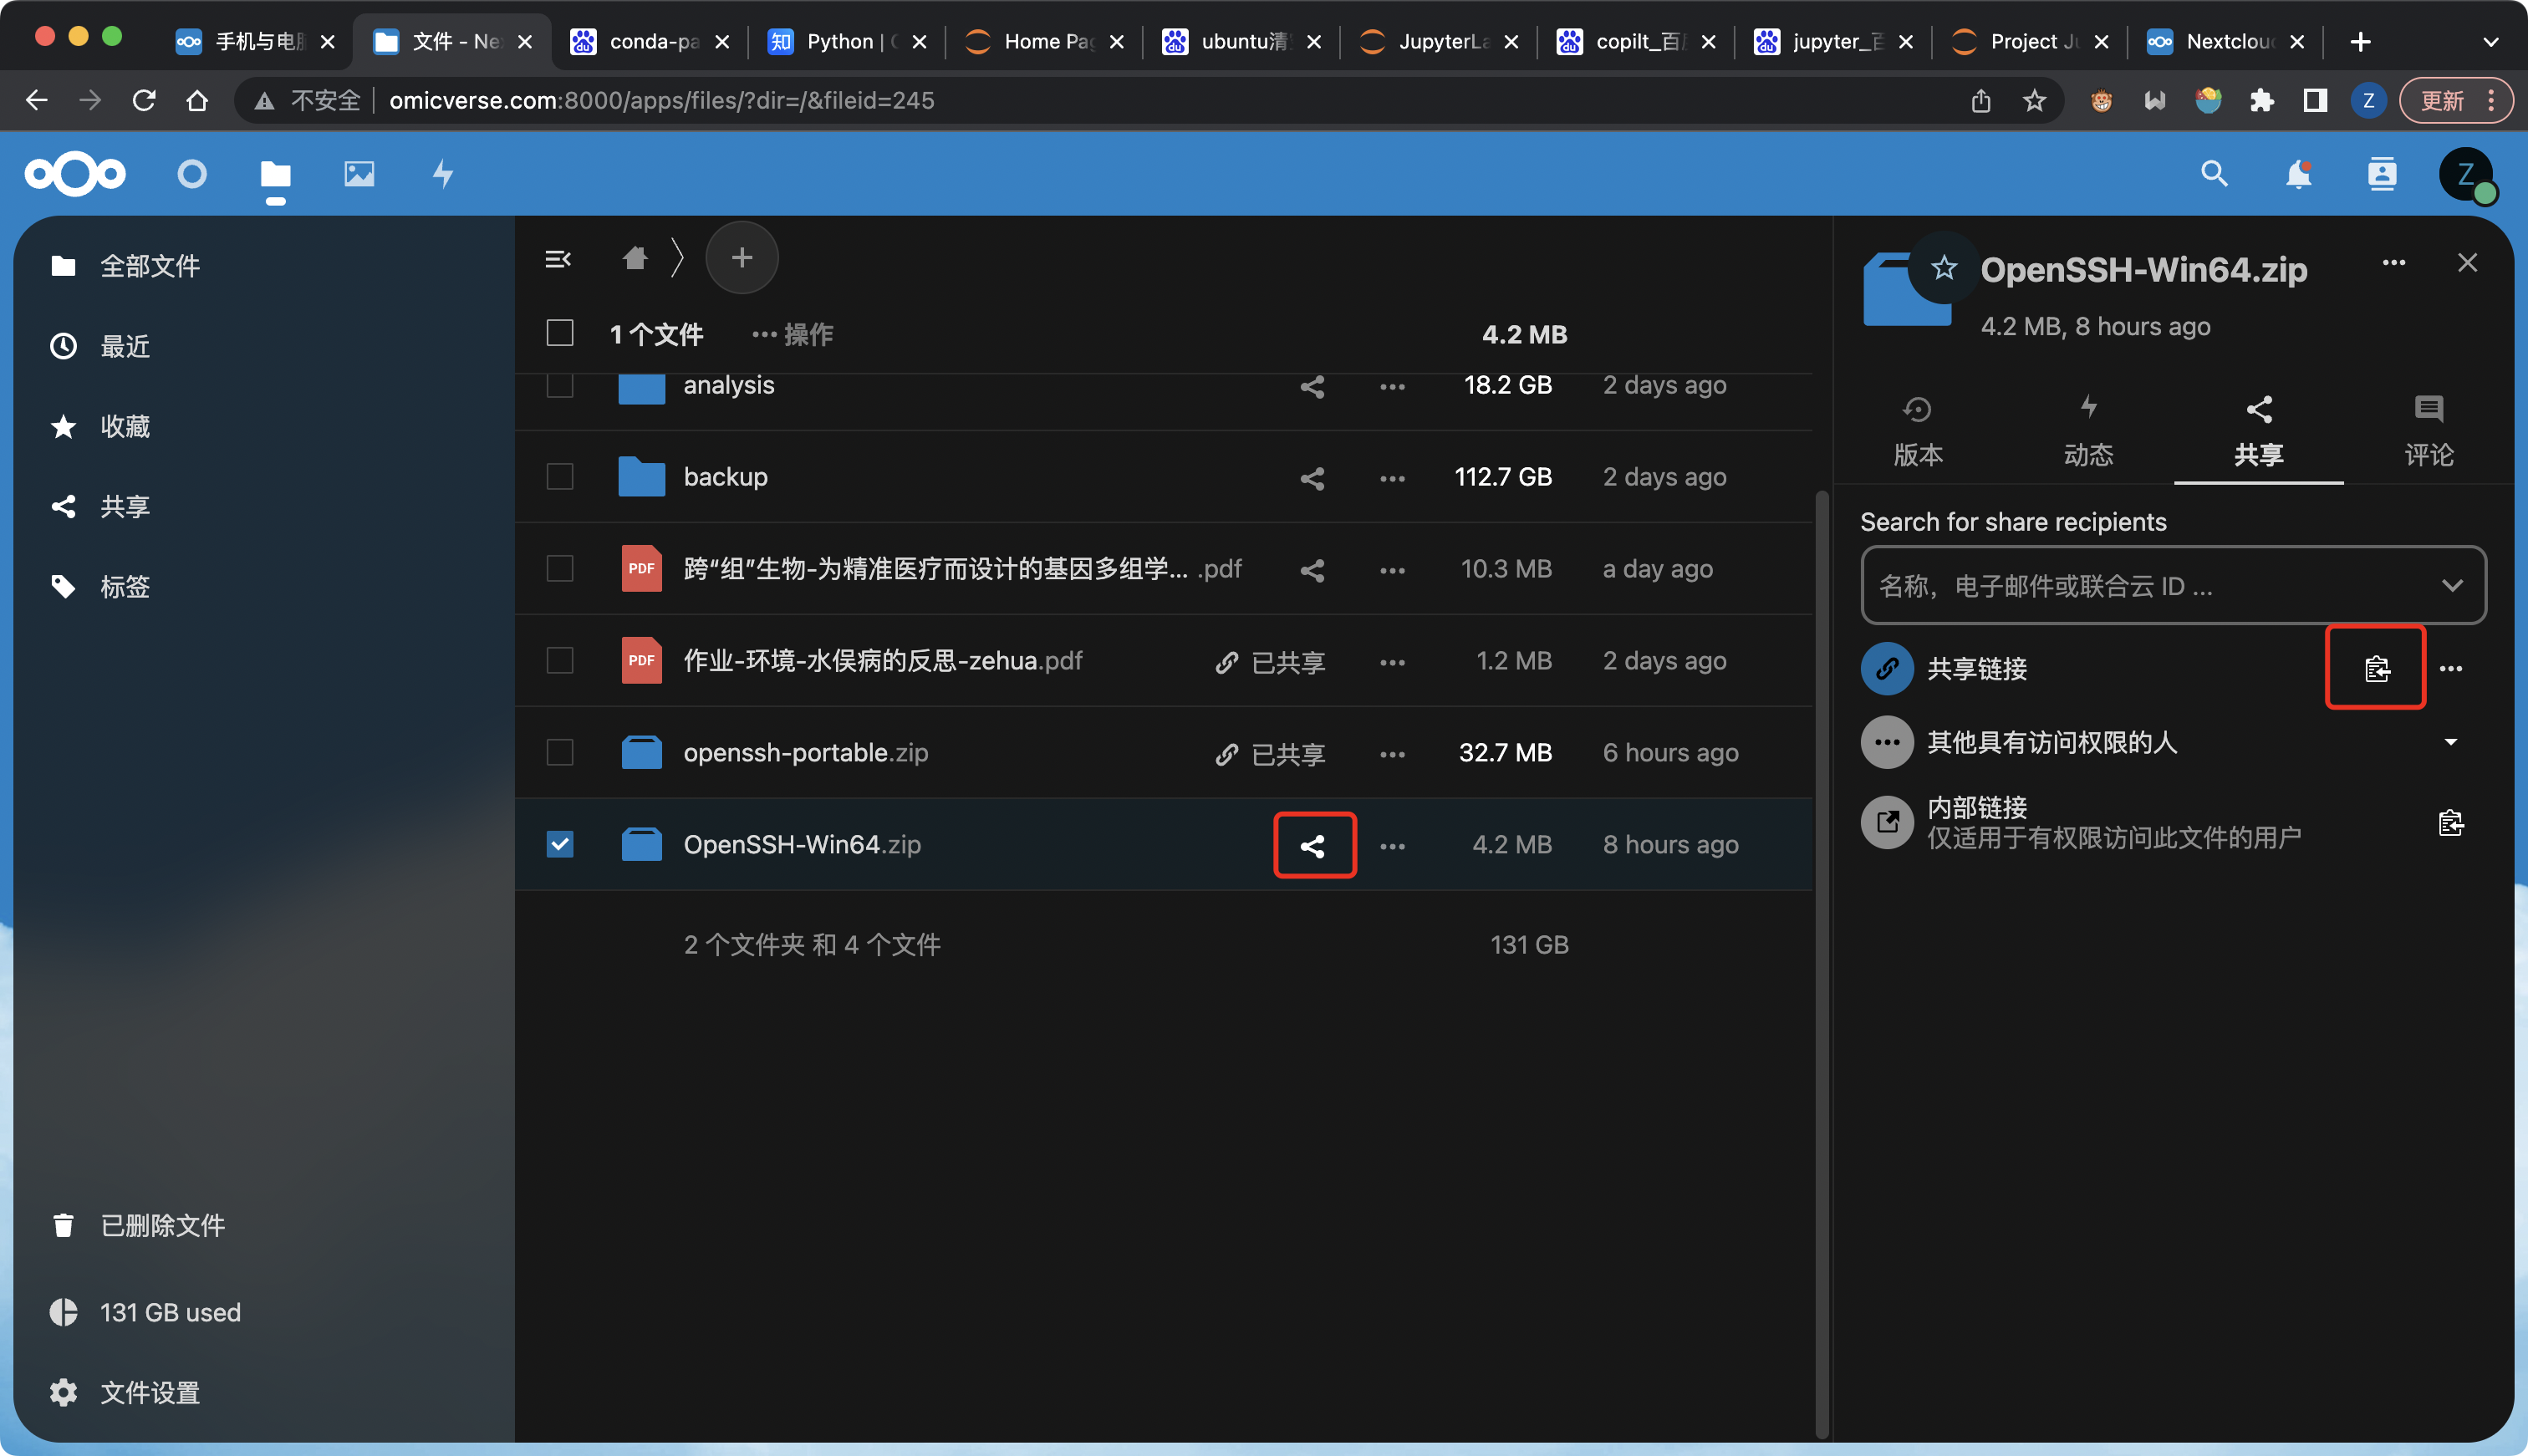 手机与电
文件 - Ne
conda-pa
知 Python |
Home Pag
ubuntu清
JupyterLa
copilt_百
jupyter_百
Project Ju
Nextclou
不安全 omicverse.com:8000/apps/files/?dir=/&fileid=245
Z
更新
Z
全部文件
最近
收藏
共享
标签
已删除文件
131 GB used
文件设置
1 个文件 ··· 操作 4.2 MB
analysis 18.2 GB 2 days ago
backup 112.7 GB 2 days ago
PDF 跨“组”生物-为精准医疗而设计的基因多组学... .pdf 10.3 MB a day ago
PDF 作业-环境-水俣病的反思-zehua.pdf 已共享 1.2 MB 2 days ago
openssh-portable.zip 已共享 32.7 MB 6 hours ago
OpenSSH-Win64.zip 4.2 MB 8 hours ago
2 个文件夹 和 4 个文件 131 GB
OpenSSH-Win64.zip
4.2 MB, 8 hours ago
版本 动态 共享 评论
Search for share recipients
名称，电子邮件或联合云 ID ...
共享链接
其他具有访问权限的人
内部链接
仅适用于有权限访问此文件的用户